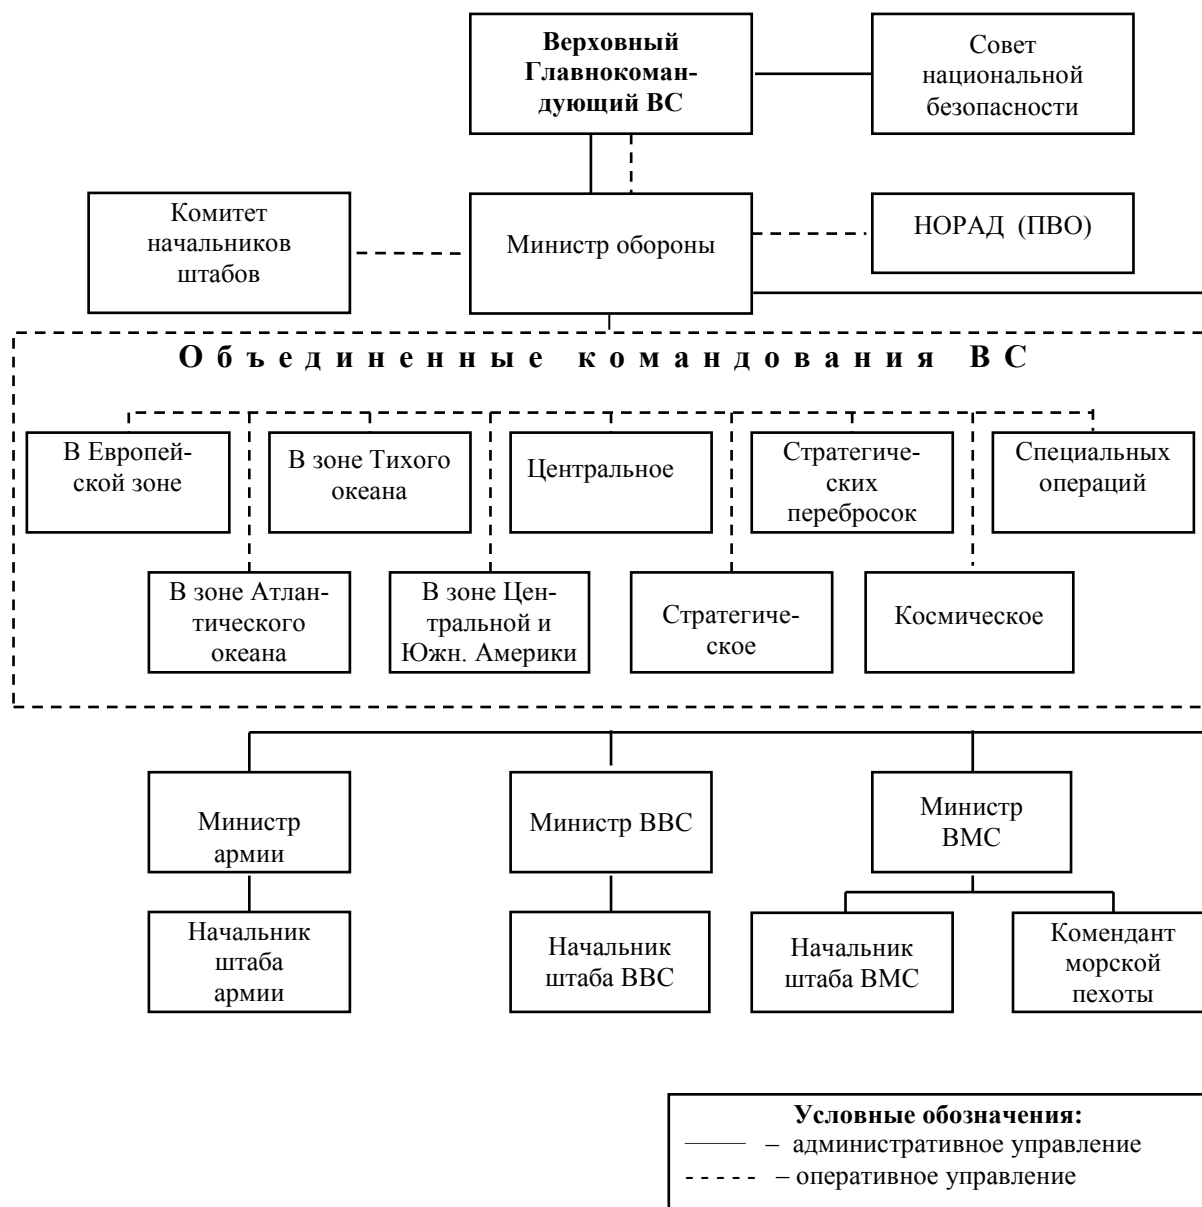 Верховный
Главнокоман-
дующий ВС
Совет
национальной
безопасности
Комитет
начальников
штабов
Министр обороны
НОРАД (ПВО)
Объединенные командования ВС
В Европей-
ской зоне
В зоне Тихого
океана
Центральное
Стратегиче-
ских
перебросок
Специальных
операций
В зоне Атлан-
тического
океана
В зоне Цен-
тральной и
Южн. Америки
Стратегиче-
ское
Космическое
Министр
армии
Министр ВВС
Министр
ВМС
Начальник
штаба
армии
Начальник
штаба ВВС
Начальник
штаба ВМС
Комендант
морской
пехоты
Условные обозначения:
– административное управление
– оперативное управление